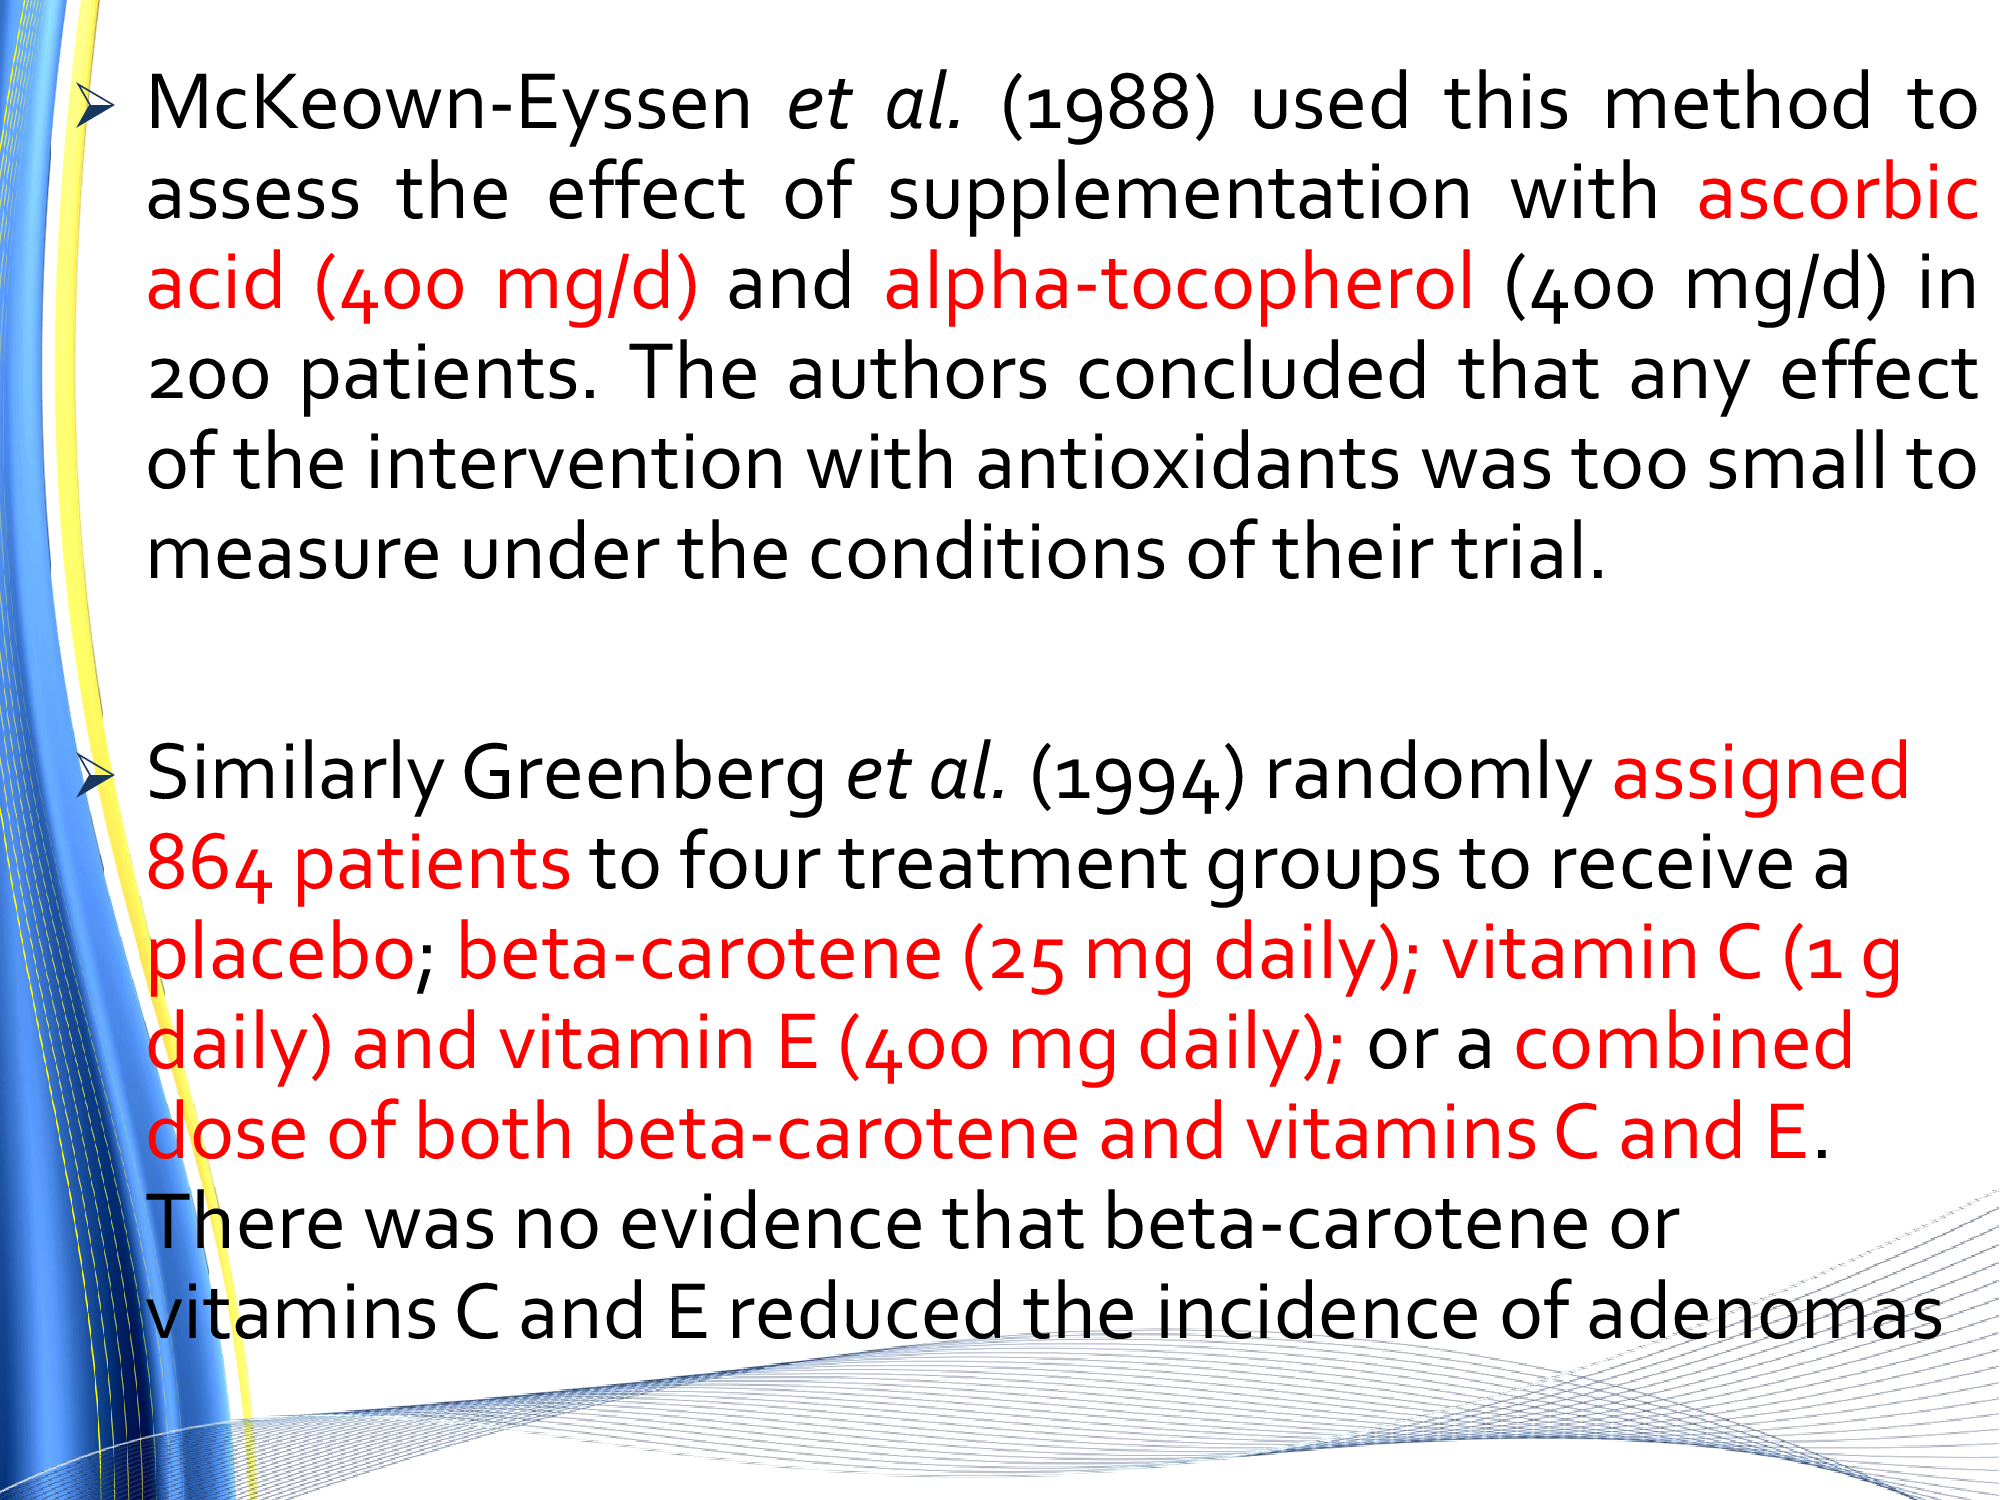 McKeown-Eyssen et al. (1988) used this method to
assess the effect of supplementation with ascorbic
acid (400 mg/d) and alpha-tocopherol (400 mg/d) in
200 patients. The authors concluded that any effect
of the intervention with antioxidants was too small to
measure under the conditions of their trial.
Similarly Greenberg et al. (1994) randomly assigned
864 patients to four treatment groups to receive a
placebo; beta-carotene (25 mg daily); vitamin C (1 g
daily) and vitamin E (400 mg daily); or a combined
dose of both beta-carotene and vitamins C and E.
There was no evidence that beta-carotene or
vitamins C and E reduced the incidence of adenomas